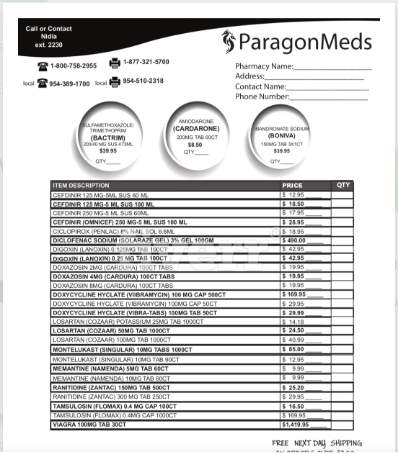 Call or Contact
Nidia
ext. 2230
1-800-758-2955
1-877-321-5700
local 954-389-1700
local 954-510-2318
ParagonMeds
Pharmacy Name:
Address:
Contact Name:
Phone Number:
SULFAMETHOXAZOLE/
TRIMETHOPRIM
(BACTRIM)
200/40 MG SUS 473ML
$39.95
QTY
AMIODARONE
(CARDARONE)
200MG TAB 60CT
$8.50
QTY
IBANDRONATE SODIUM
(BONIVA)
150MG TAB 3X1CT
$39.95
QTY
ITEM DESCRIPTION PRICE QTY
CEFDINIR 125 MG-5ML SUS 60 ML $ 12.95
CEFDINIR 125 MG-5 ML SUS 100 ML $ 18.50
CEFDINIR 250 MG-5 ML SUS 60ML $ 17.95
CEFDINIR (OMNICEF) 250 MG-5 ML SUS 100 ML $ 28.95
CICLOPIROX (PENLAC) 8% NAIL SOL 6.6ML $ 18.95
DICLOFENAC SODIUM (SOLARAZE GEL) 3% GEL 100GM $ 490.00
DIGOXIN (LANOXIN) 0.125MG TAB 100CT $ 42.95
DIGOXIN (LANOXIN) 0.25 MG TAB 100CT $ 42.95
DOXAZOSIN 2MG (CARDURA) 100CT TABS $ 19.95
DOXAZOSIN 4MG (CARDURA) 100CT TABS $ 19.95
DOXAZOSIN 8MG (CARDURA) 100CT TABS $ 19.95
DOXYCYCLINE HYCLATE (VIBRAMYCIN) 100 MG CAP 500CT $ 169.95
DOXYCYCLINE HYCLATE (VIBRAMYCIN) 100MG CAP 50CT $ 29.95
DOXYCYCLINE HYCLATE (VIBRA-TABS) 100MG TAB 50CT $ 29.99
LOSARTAN (COZAAR) POTASSIUM 25MG TAB 1000CT $ 14.18
LOSARTAN (COZAAR) 50MG TAB 1000CT $ 24.50
LOSARTAN (COZAAR) 100MG TAB 1000CT $ 40.90
MONTELLUKAST (SINGULAR) 10MG TABS 1000CT $ 85.00
MONTELLUKAST (SINGULAR) 10MG TAB 90CT $ 12.95
MEMANTINE (NAMENDA) 5MG TAB 60CT $ 9.99
MEMANTINE (NAMENDA) 10MG TAB 60CT $ 9.99
RANITIDINE (ZANTAC) 150MG TAB 500CT $ 25.20
RANITIDINE (ZANTAC) 300 MG TAB 250CT $ 29.95
TAMSULOSIN (FLOMAX) 0.4 MG CAP 100CT $ 16.50
TAMSULOSIN (FLOMAX) 0.4MG CAP 1000CT $ 169.95
VIAGRA 100MG TAB 30CT $1,419.95
FREE NEXT DAY SHIPPING